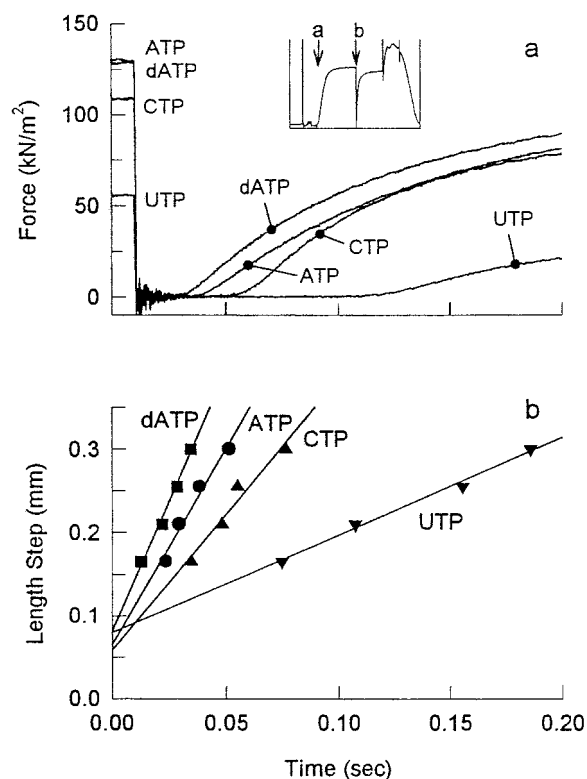 150
100
50
0
Force (kN/m²)
ATP
dATP
CTP
UTP
a
b
a
dATP
CTP
ATP
UTP
0.3
0.2
0.1
0.0
Length Step (mm)
dATP
ATP
CTP
UTP
b
0.00
0.05
0.10
0.15
0.20
Time (sec)